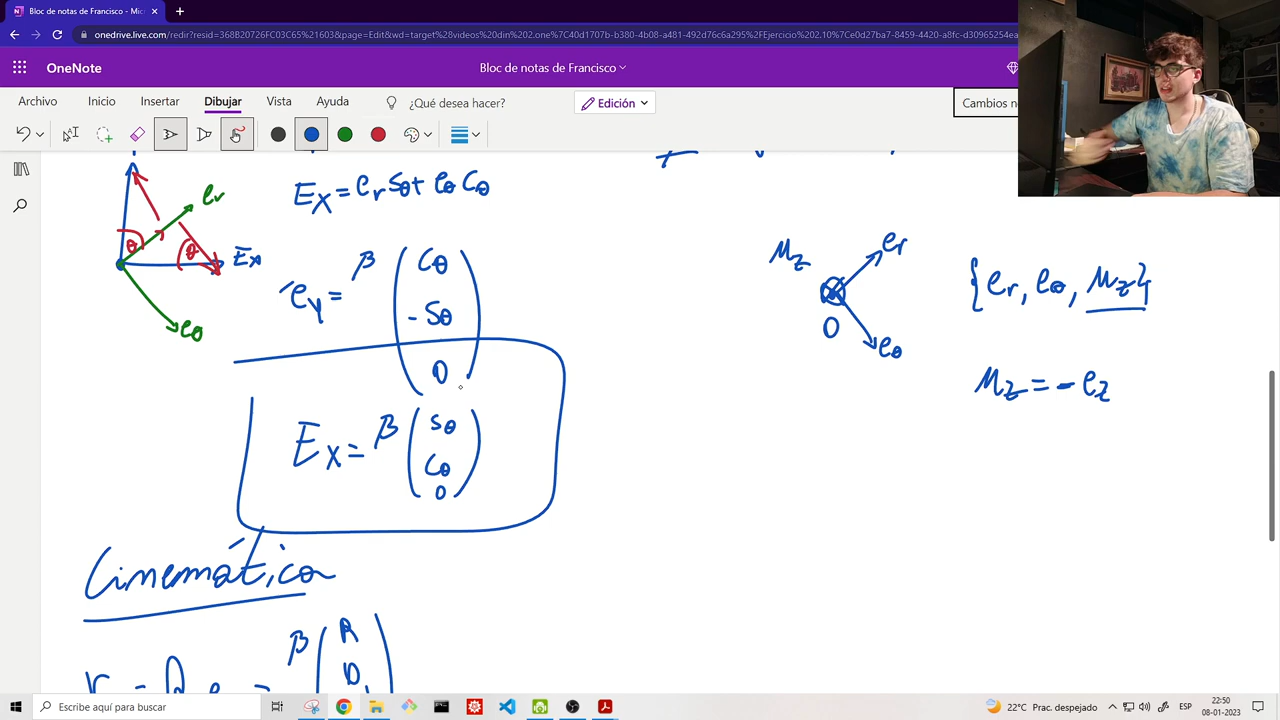 Bloc de notas de Francisco - Mic
onedrive.live.com/redir?resid=368B20726FC03C65%21603&page=Edit&wd=target%28videos%20din%202.one%7C40d1707b-b380-4b08-a481-492d76c6a295%2FEjercicio%202.10%7Ce0d27ba7-8459-4420-a8fc-d30965254ea
OneNote
Bloc de notas de Francisco
Archivo Inicio Insertar Dibujar Vista Ayuda ¿Qué desea hacer? Edición Cambios n
Ex = er Sθ + eθ Cθ
er
θ
θ
Ex
eθ
ey = β ( Cθ
- Sθ
0 )
Ex = β ( Sθ
Cθ
0 )
Mz
er
O
eθ
{er, eθ, Mz}
Mz = - ez
Cinemática
β ( R
0
Escribe aquí para buscar
22°C Prac. despejado
ESP
22:50
08-01-2023